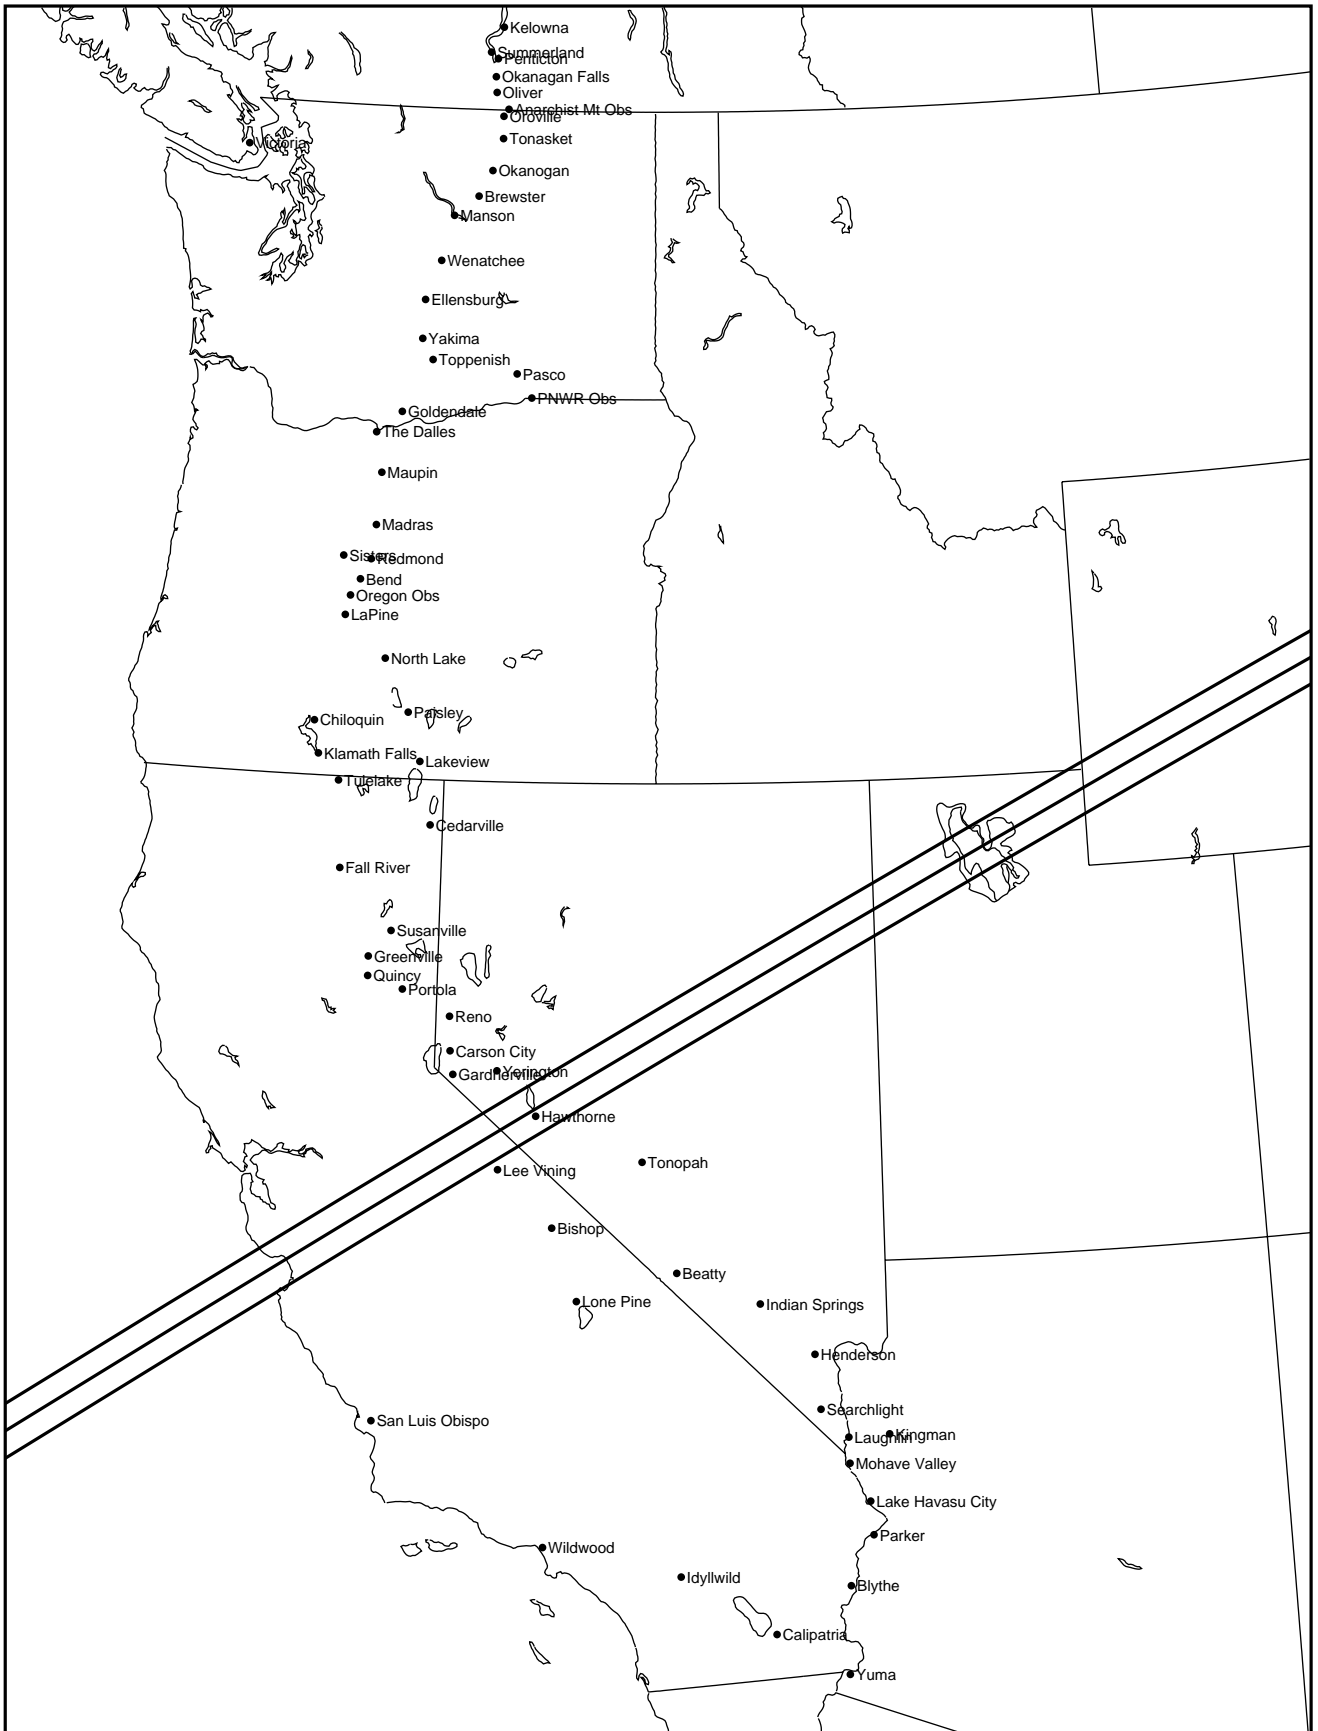 Kelowna
Summerland
Penticton
Okanagan Falls
Oliver
Anarchist Mt Obs
Oroville
Tonasket
Victoria
Okanogan
Brewster
Manson
Wenatchee
Ellensburg
Yakima
Toppenish
Pasco
PNWR Obs
Goldendale
The Dalles
Maupin
Madras
Sisters
Redmond
Bend
Oregon Obs
LaPine
North Lake
Paisley
Chiloquin
Klamath Falls
Lakeview
Tulelake
Cedarville
Fall River
Susanville
Greenville
Quincy
Portola
Reno
Carson City
Yerington
Gardnerville
Hawthorne
Tonopah
Lee Vining
Bishop
Beatty
Lone Pine
Indian Springs
Henderson
Searchlight
San Luis Obispo
Kingman
Laughlin
Mohave Valley
Lake Havasu City
Parker
Wildwood
Idyllwild
Blythe
Calipatria
Yuma